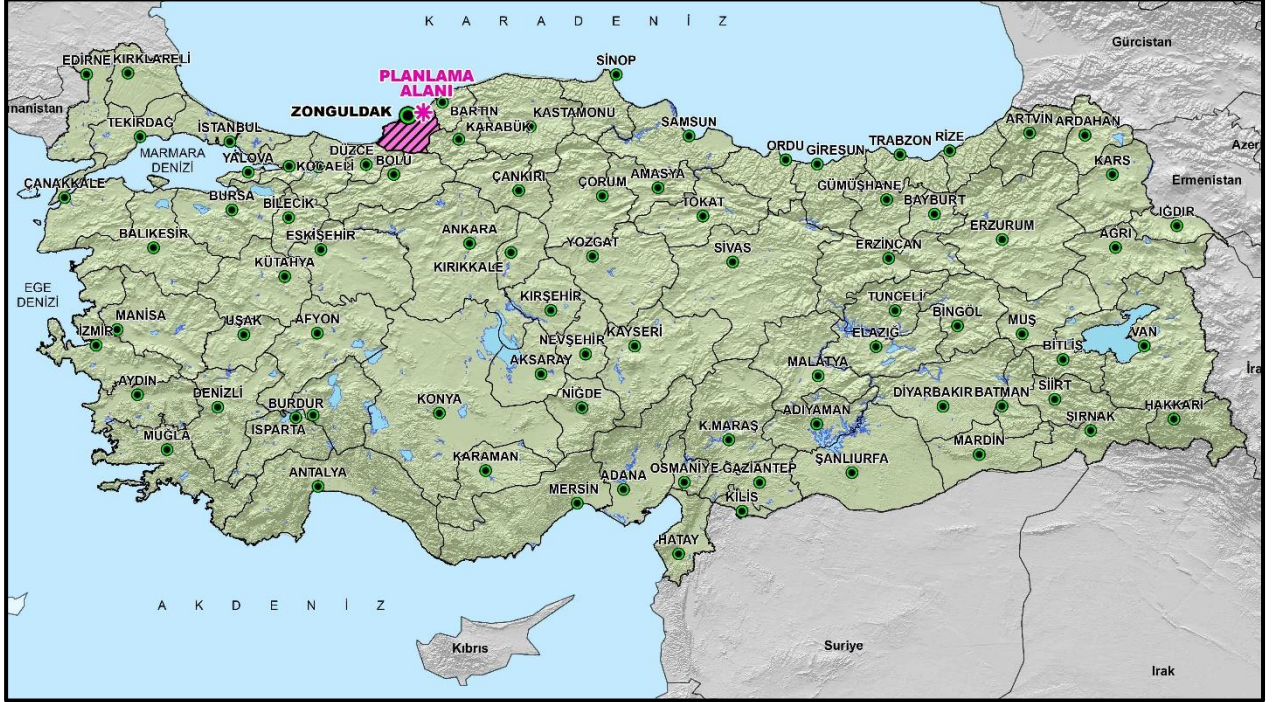 K A R A D E N İ Z
Gürcistan
SİNOP
EDİRNE
KIRKLARELİ
PLANLAMA
ALANI
nanistan
ZONGULDAK
BARTIN
KASTAMONU
TEKİRDAĞ
İSTANBUL
KARABÜK
SAMSUN
ARTVİN
ARDAHAN
MARMARA
DENİZİ
YALOVA
KOCAELİ
DÜZCE
BOLU
ORDU
GİRESUN
TRABZON
RİZE
Azer
KARS
Ermenistan
ÇANAKKALE
BURSA
BİLECİK
ÇANKIRI
ÇORUM
AMASYA
TOKAT
GÜMÜŞHANE
BAYBURT
IĞDIR
BALIKESİR
ESKİŞEHİR
ANKARA
YOZGAT
SİVAS
ERZİNCAN
ERZURUM
AĞRI
KÜTAHYA
KIRIKKALE
EGE
DENİZİ
MANİSA
UŞAK
AFYON
KIRŞEHİR
TUNCELİ
BİNGÖL
MUŞ
VAN
İZMİR
NEVŞEHİR
KAYSERİ
ELAZIĞ
BİTLİS
AKSARAY
MALATYA
İra
AYDIN
DENİZLİ
BURDUR
ISPARTA
KONYA
NİĞDE
ADIYAMAN
DİYARBAKIR
BATMAN
SİİRT
ŞIRNAK
HAKKARİ
MUĞLA
K.MARAŞ
MARDİN
ANTALYA
KARAMAN
MERSİN
ADANA
OSMANİYE
GAZİANTEP
ŞANLIURFA
KİLİS
HATAY
A K D E N İ Z
Kıbrıs
Suriye
Irak